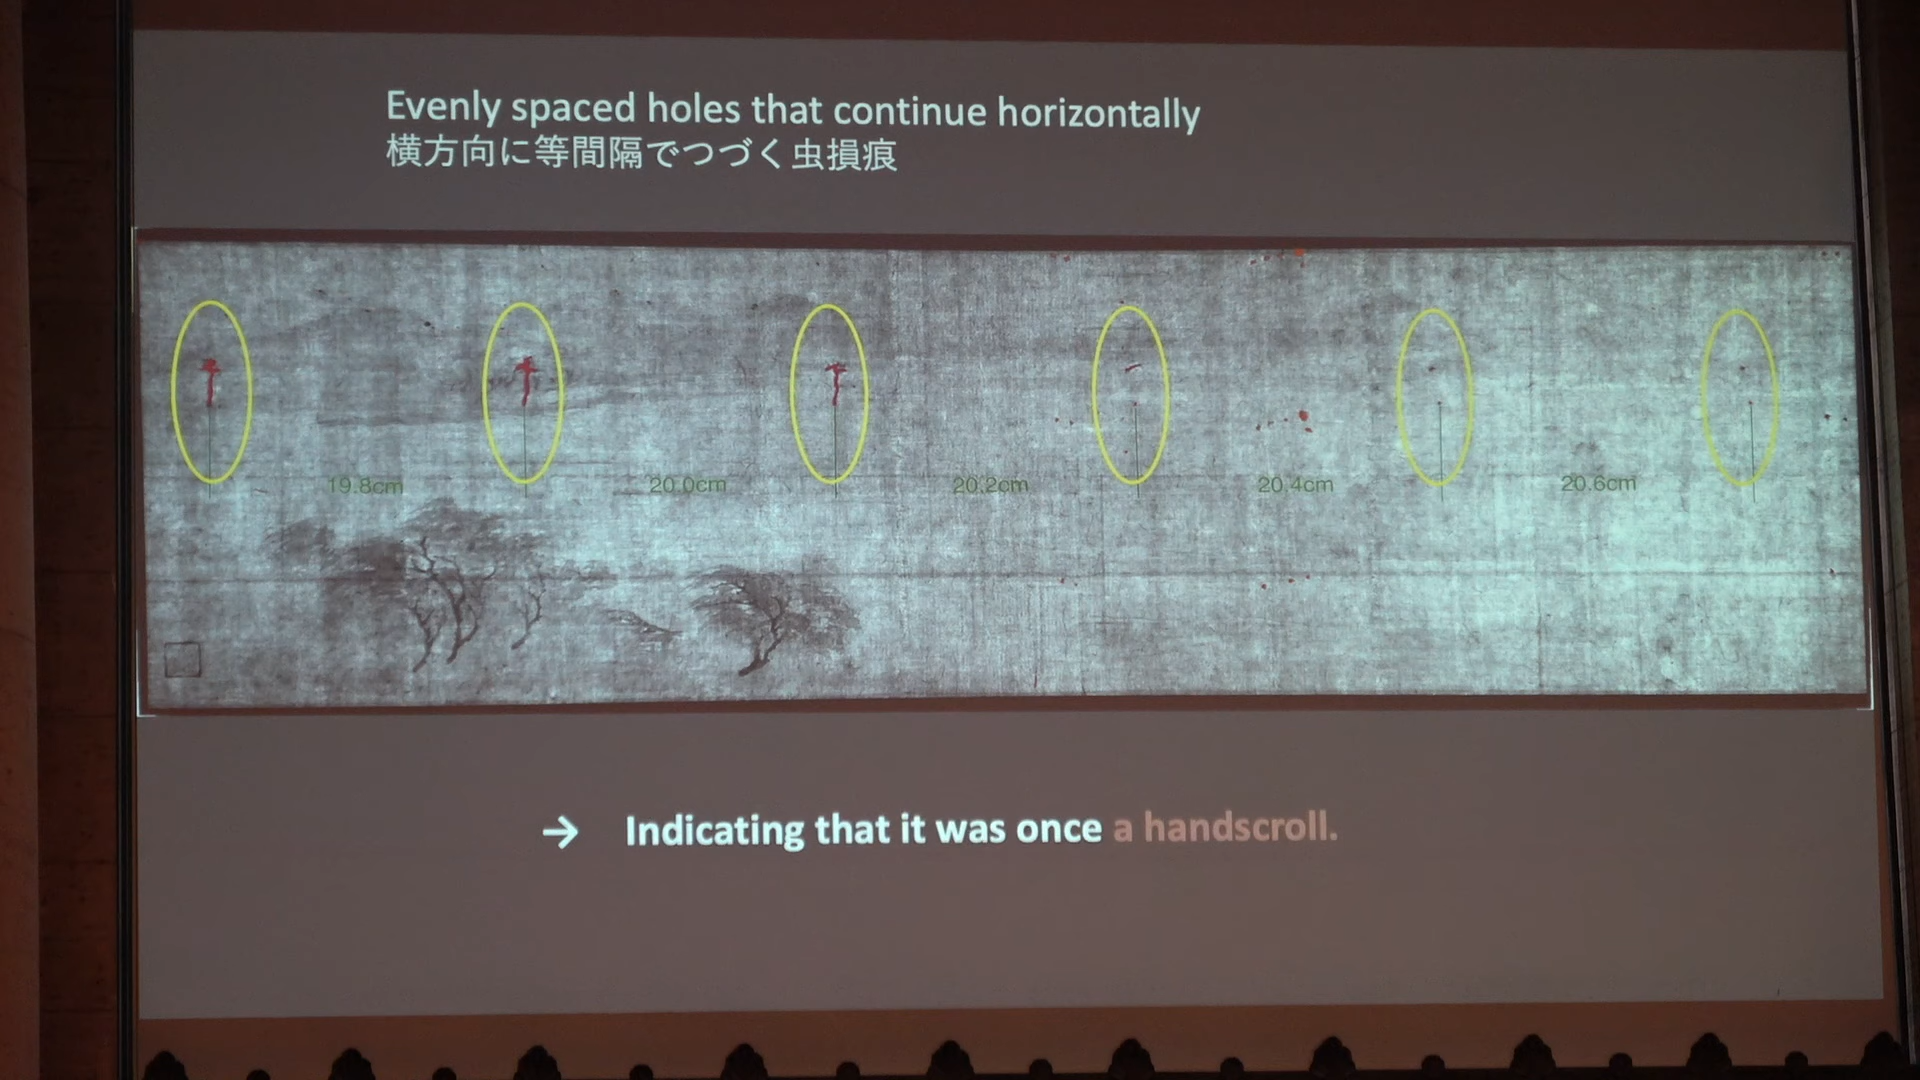 Evenly spaced holes that continue horizontally
横方向に等間隔でつづく虫損痕
19.8cm
20.0cm
20.2cm
20.4cm
20.6cm
→ Indicating that it was once a handscroll.